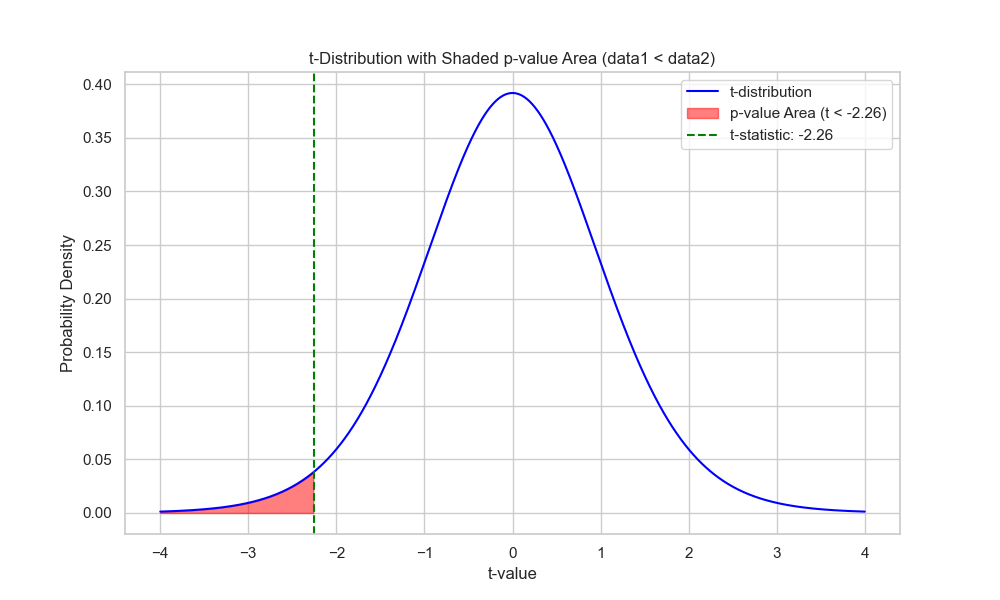 t-Distribution with Shaded p-value Area (data1 < data2)
t-distribution
p-value Area (t < -2.26)
t-statistic: -2.26
Probability Density
0.40
0.35
0.30
0.25
0.20
0.15
0.10
0.05
0.00
−4 −3 −2 −1 0 1 2 3 4
t-value